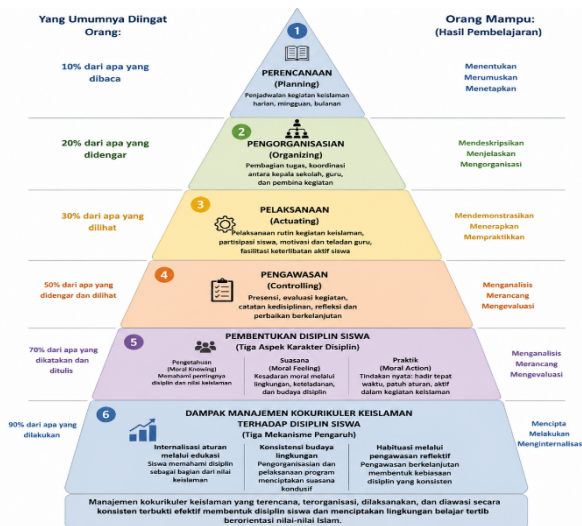 Yang Umumnya Diingat
Orang:
Orang Mampu:
(Hasil Pembelajaran)
1
10% dari apa yang
dibaca
PERENCANAAN
(Planning)
Penjadwalan kegiatan keislaman
harian, mingguan, bulanan
Menentukan
Merumuskan
Menetapkan
20% dari apa yang
didengar
2
PENGORGANISASIAN
(Organizing)
Pembagian tugas, koordinasi
antara kepala sekolah, guru,
dan pembina kegiatan
Mendeskripsikan
Menjelaskan
Mengorganisasi
30% dari apa yang
dilihat
3
PELAKSANAAN
(Actuating)
Pelaksanaan rutin kegiatan keislaman,
partisipasi siswa, motivasi dan teladan guru,
fasilitasi keterlibatan aktif siswa
Mendemonstrasikan
Menerapkan
Mempraktikkan
50% dari apa yang
didengar dan dilihat
4
PENGAWASAN
(Controlling)
Presensi, evaluasi kegiatan,
catatan kedisiplinan, refleksi dan
perbaikan berkelanjutan
Menganalisis
Merancang
Mengevaluasi
70% dari apa yang
dikatakan dan
ditulis
5
PEMBENTUKAN DISIPLIN SISWA
(Tiga Aspek Karakter Disiplin)
Pengetahuan
(Moral Knowing)
Memahami pentingnya
disiplin dan nilai keislaman
Suasana
(Moral Feeling)
Kesadaran moral melalui
lingkungan, keteladanan,
dan budaya disiplin
Praktik
(Moral Action)
Tindakan nyata: hadir tepat
waktu, patuh aturan, aktif
dalam kegiatan keislaman
Menganalisis
Merancang
Mengevaluasi
90% dari apa yang
dilakukan
6
DAMPAK MANAJEMEN KOKURIKULER KEISLAMAN
TERHADAP DISIPLIN SISWA
(Tiga Mekanisme Pengaruh)
Internalisasi aturan
melalui edukasi
Siswa memahami disiplin
sebagai bagian dari nilai
keislaman
Konsistensi budaya
lingkungan
Pengorganisasian dan
pelaksanaan program
menciptakan suasana
kondusif
Habituasi melalui
pengawasan reflektif
Pengawasan berkelanjutan
membentuk kebiasaan
disiplin yang konsisten
Mencipta
Melakukan
Menginternalisasi
Manajemen kokurikuler keislaman yang terencana, terorganisasi, dilaksanakan, dan diawasi secara
konsisten terbukti efektif membentuk disiplin siswa dan menciptakan lingkungan belajar tertib
berorientasi nilai-nilai Islam.